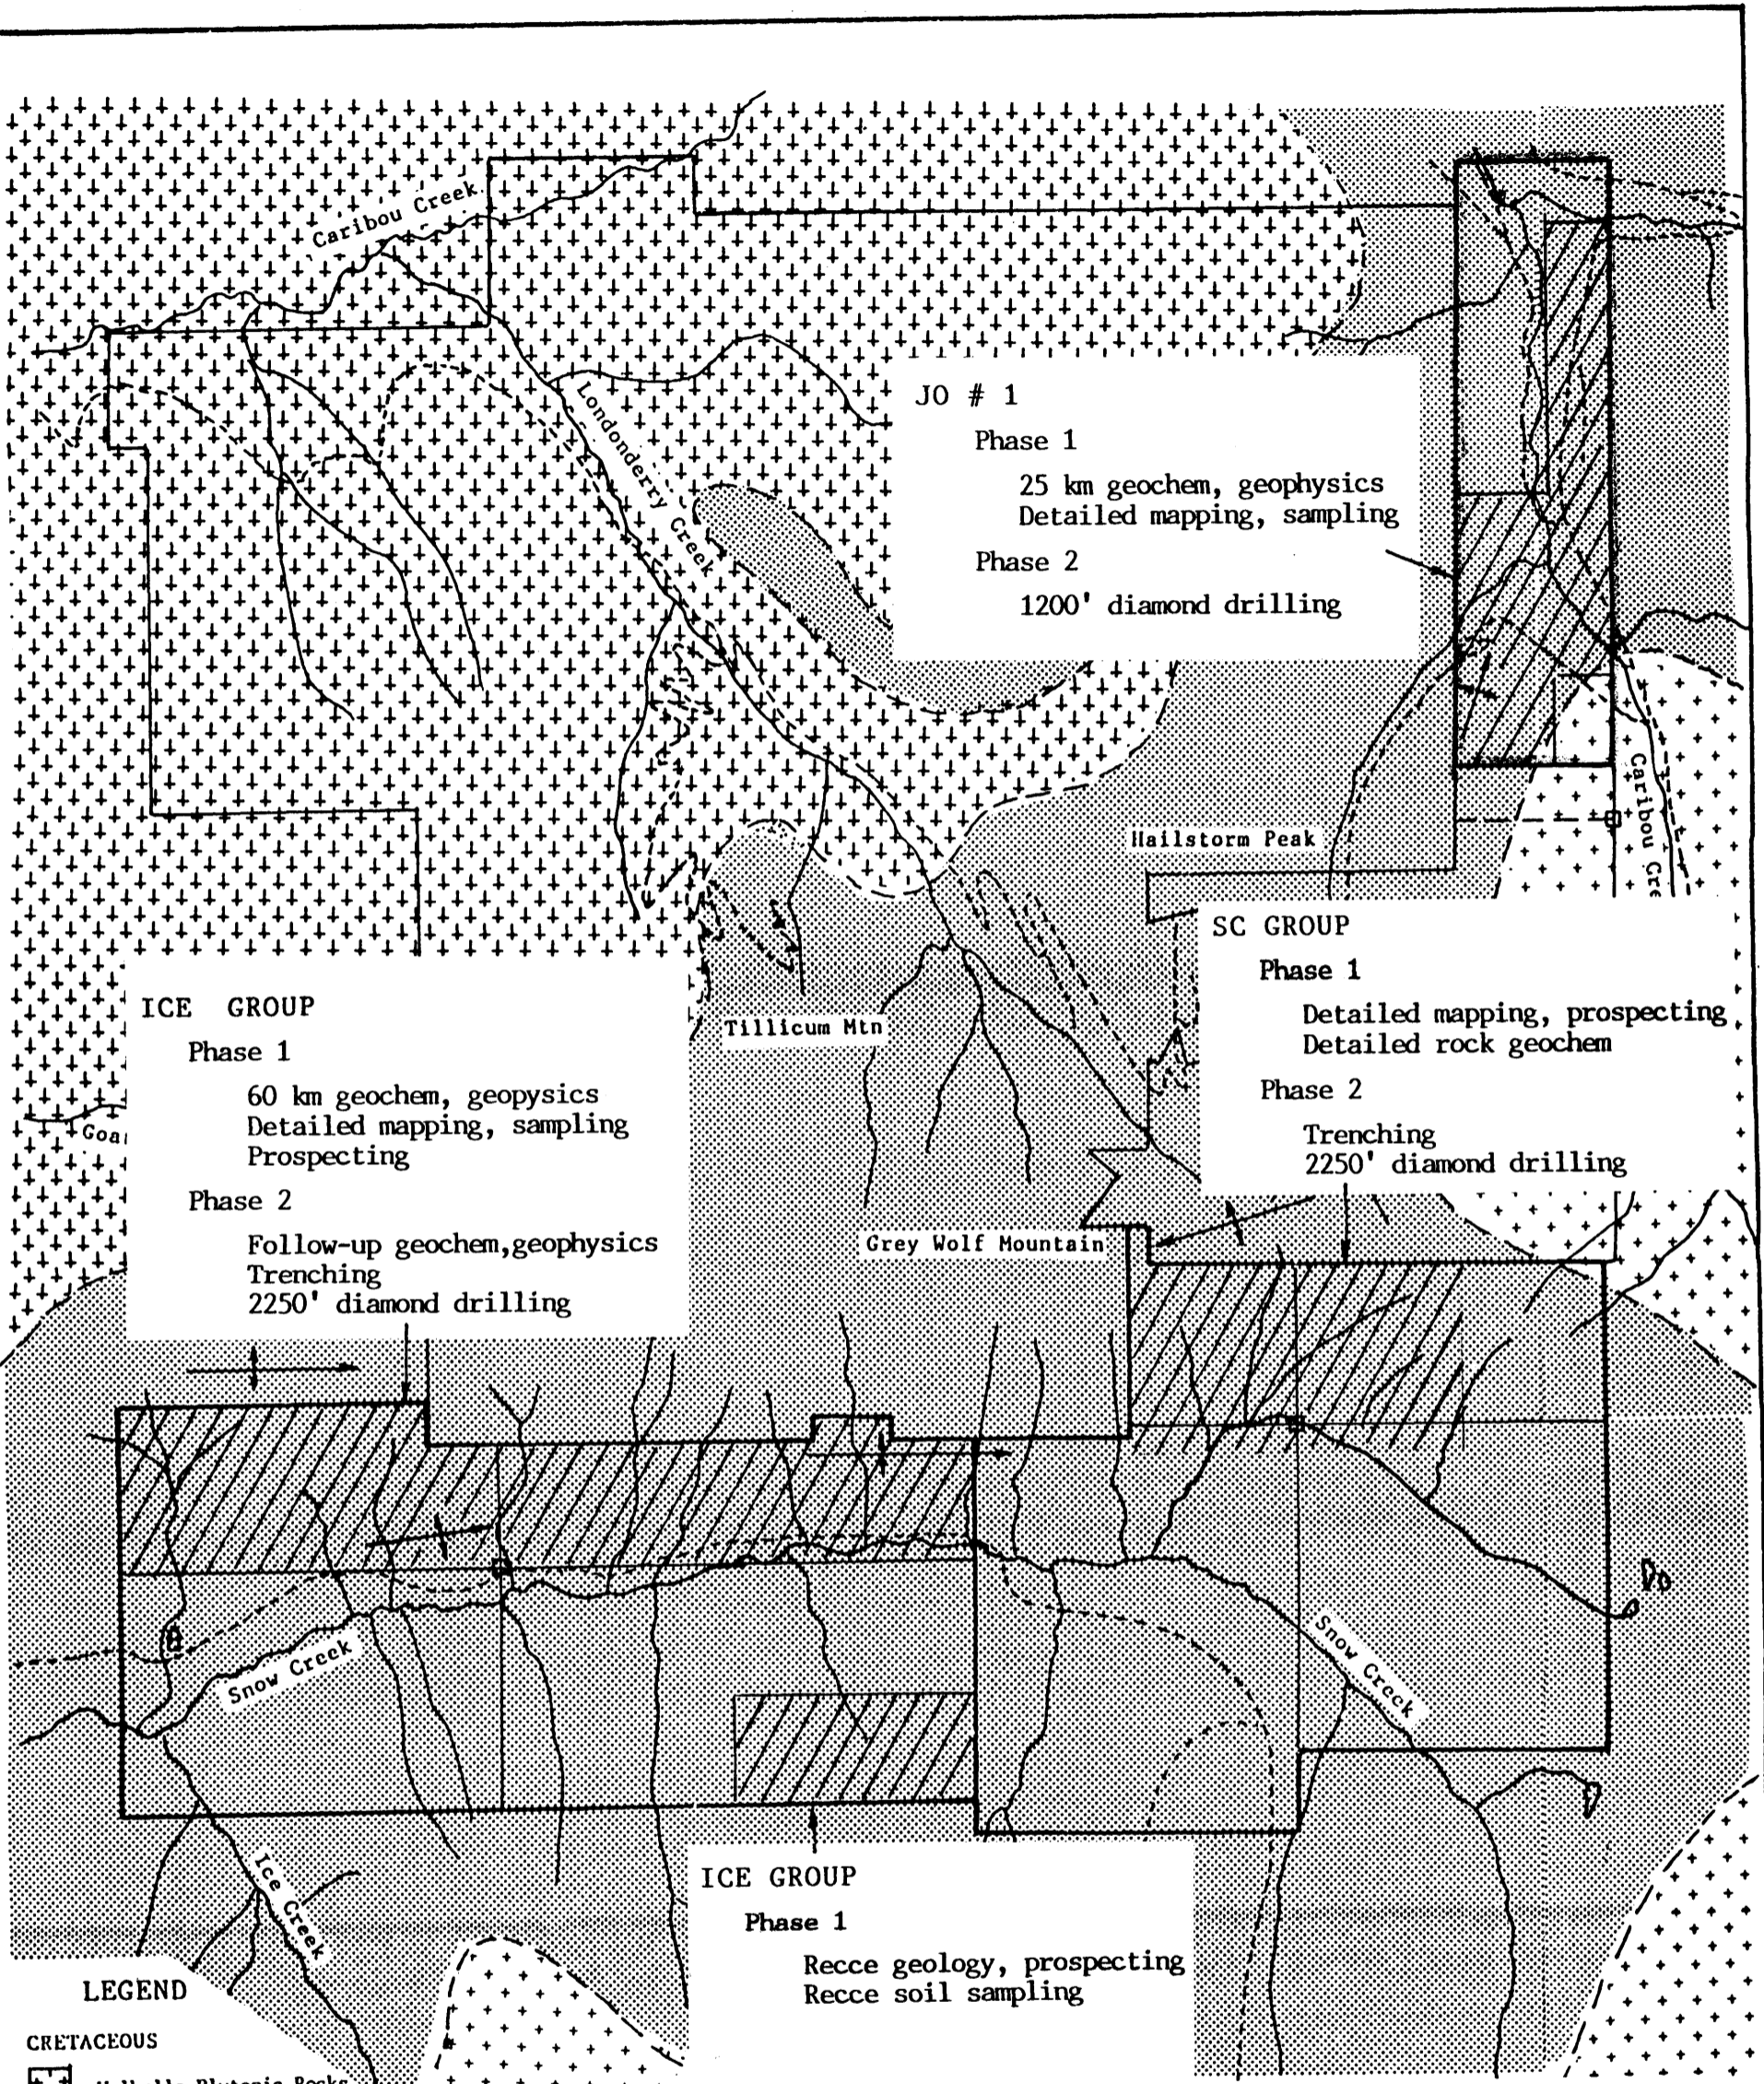 Caribou Creek
Londonderry Creek
JO # 1
Phase 1
25 km geochem, geophysics
Detailed mapping, sampling
Phase 2
1200' diamond drilling
Caribou Cre
Hailstorm Peak
SC GROUP
Phase 1
Detailed mapping, prospecting
Detailed rock geochem
Phase 2
Trenching
2250' diamond drilling
ICE GROUP
Phase 1
60 km geochem, geopysics
Detailed mapping, sampling
Prospecting
Phase 2
Follow-up geochem,geophysics
Trenching
2250' diamond drilling
Tillicum Mtn
Goa
Grey Wolf Mountain
Snow Creek
Snow Creek
Ice Creek
ICE GROUP
Phase 1
Recce geology, prospecting
Recce soil sampling
LEGEND
CRETACEOUS
Plutonic Rocks